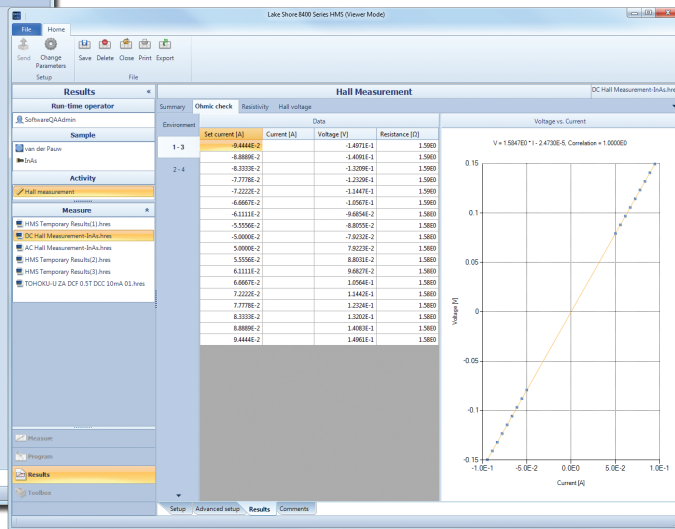 Lake Shore 8400 Series HMS (Viewer Mode)
File Home
Send Change Parameters Save Delete Close Print Export
Setup File
Results «
Hall Measurement
DC Hall Measurement-InAs.hres
Run-time operator
SoftwareQAAdmin
Sample
van der Pauw
InAs
Activity
Hall measurement
Measure
HMS Temporary Results(1).hres
DC Hall Measurement-InAs.hres
AC Hall Measurement-InAs.hres
HMS Temporary Results(2).hres
HMS Temporary Results(3).hres
TOHOKU-U ZA DCF 0.5T DCC 10mA 01.hres
Measure
Program
Results
Toolbox
Summary Ohmic check Resistivity Hall voltage
Environment
1 - 3
2 - 4
Data
Set current [A] Current [A] Voltage [V] Resistance [Ω]
-9.4444E-2 -1.4971E-1 1.59E0
-8.8889E-2 -1.4091E-1 1.59E0
-8.3333E-2 -1.3209E-1 1.59E0
-7.7778E-2 -1.2329E-1 1.59E0
-7.2222E-2 -1.1447E-1 1.59E0
-6.6667E-2 -1.0567E-1 1.59E0
-6.1111E-2 -9.6854E-2 1.58E0
-5.5556E-2 -8.8055E-2 1.58E0
-5.0000E-2 -7.9232E-2 1.58E0
5.0000E-2 7.9223E-2 1.58E0
5.5556E-2 8.8031E-2 1.58E0
6.1111E-2 9.6827E-2 1.58E0
6.6667E-2 1.0564E-1 1.58E0
7.2222E-2 1.1442E-1 1.58E0
7.7778E-2 1.2324E-1 1.58E0
8.3333E-2 1.3202E-1 1.58E0
8.8889E-2 1.4083E-1 1.58E0
9.4444E-2 1.4961E-1 1.58E0
Voltage vs. Current
V = 1.5847E0 * I - 2.4730E-5, Correlation = 1.0000E0
0.15
0.1
0.05
0
-0.05
-0.1
-0.15
Voltage [V]
-1.0E-1 -5.0E-2 0.0E0 5.0E-2 1.0E-1
Current [A]
Setup Advanced setup Results Comments